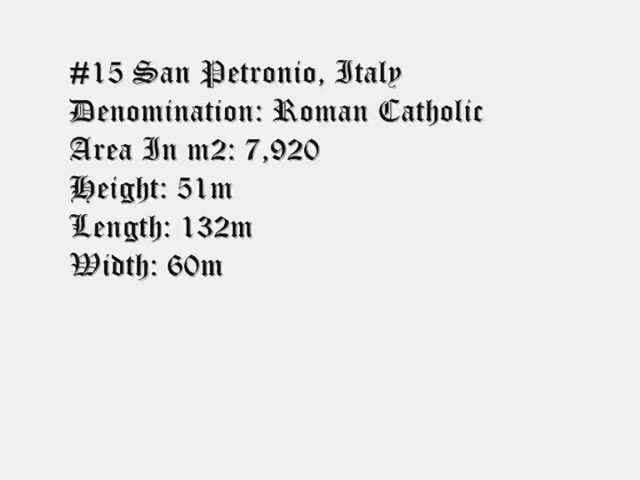 #15 San Petronio, Italy
Denomination: Roman Catholic
Area In m2: 7,920
Height: 51m
Length: 132m
Width: 60m